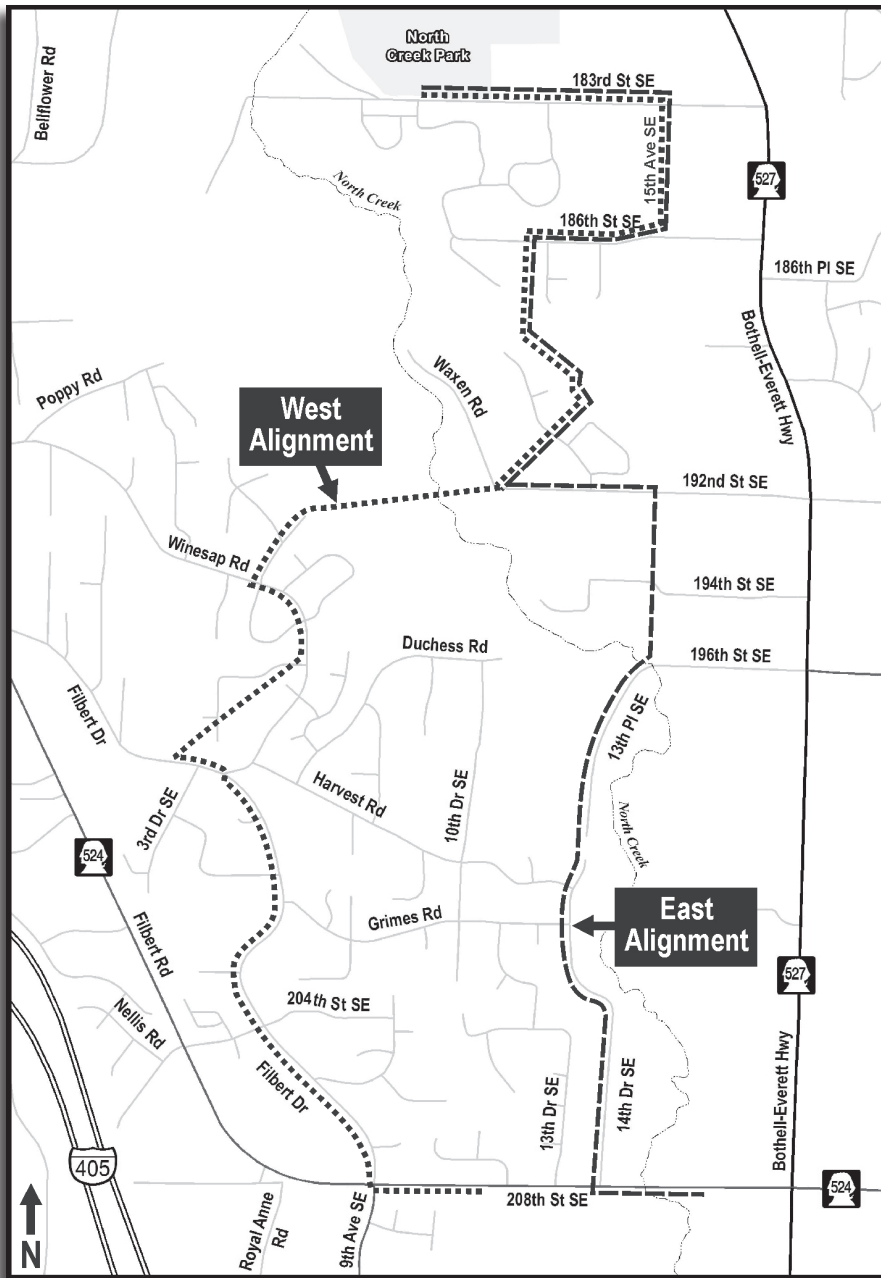 North
Creek Park
183rd St SE
Bellflower Rd
15th Ave SE
527
North Creek
186th St SE
186th Pl SE
Bothell-Everett Hwy
Waxen Rd
Poppy Rd
West
Alignment
192nd St SE
Winesap Rd
194th St SE
Duchess Rd
196th St SE
Filbert Dr
13th Pl SE
Harvest Rd
10th Dr SE
3rd Dr SE
North Creek
524
East
Alignment
Grimes Rd
Filbert Rd
527
204th St SE
Nellis Rd
Filbert Dr
13th Dr SE
14th Dr SE
Bothell-Everett Hwy
405
524
208th St SE
Royal Anne
Rd
9th Ave SE
N